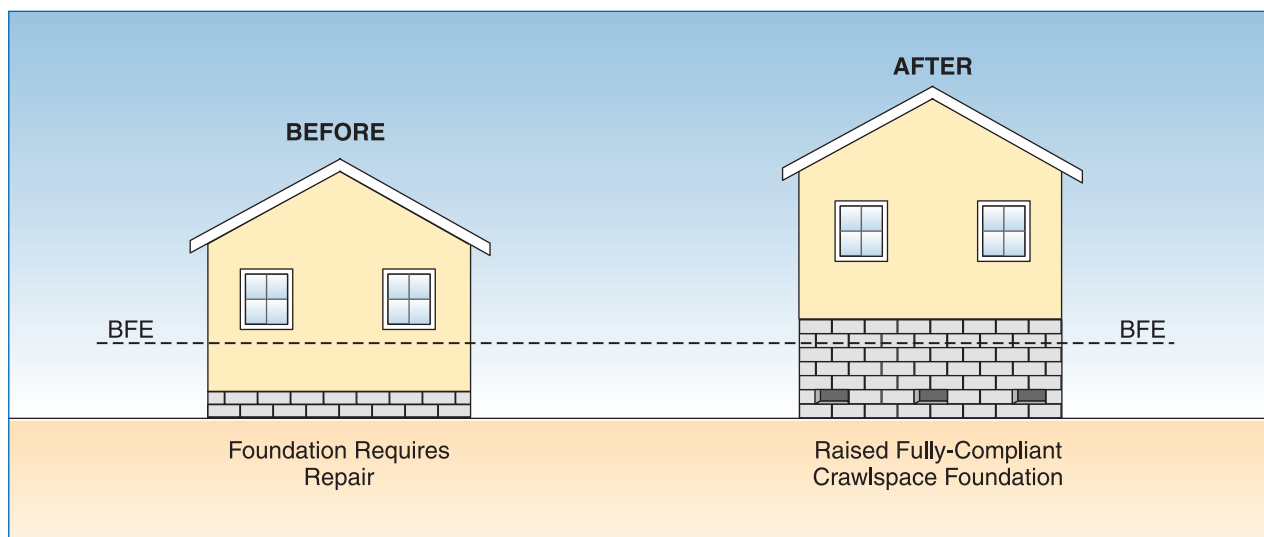 BEFORE
AFTER
BFE
BFE
Foundation Requires
Repair
Raised Fully-Compliant
Crawlspace Foundation